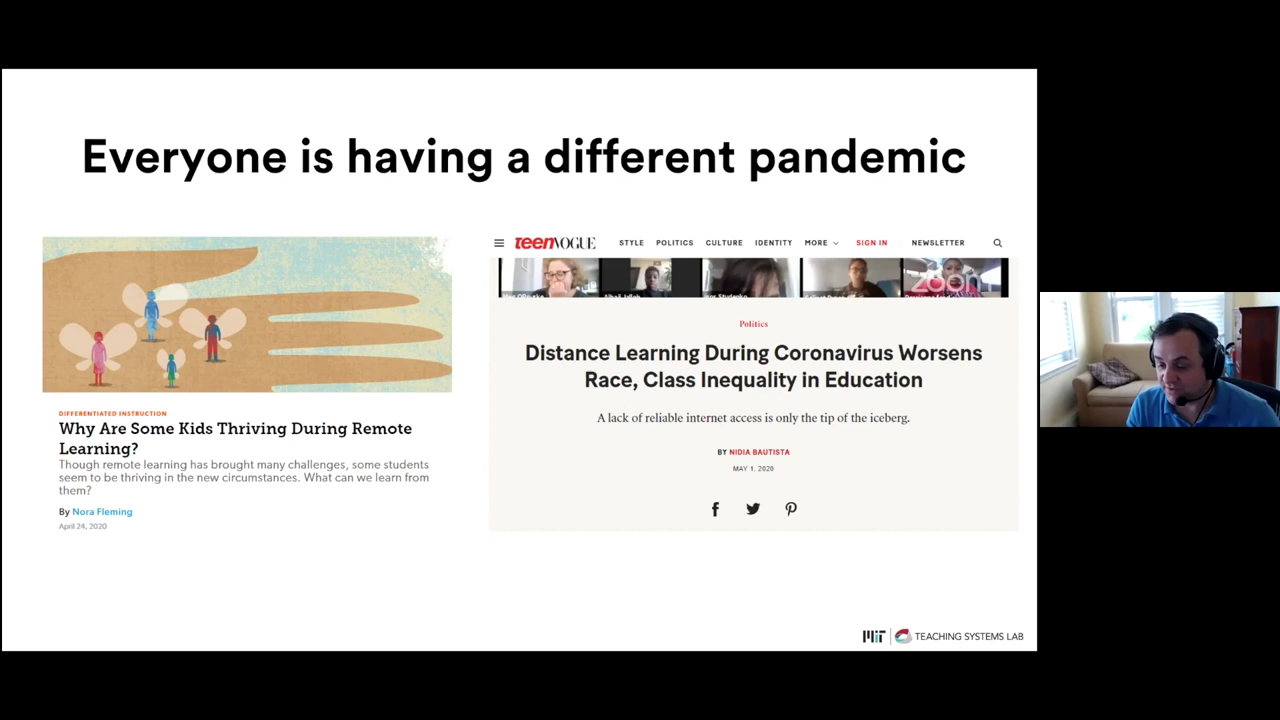 Everyone is having a different pandemic
DIFFERENTIATED INSTRUCTION
Why Are Some Kids Thriving During Remote
Learning?
Though remote learning has brought many challenges, some students
seem to be thriving in the new circumstances. What can we learn from
them?
By Nora Fleming
April 24, 2020
teenVOGUE STYLE POLITICS CULTURE IDENTITY MORE SIGN IN NEWSLETTER
zoom
Politics
Distance Learning During Coronavirus Worsens
Race, Class Inequality in Education
A lack of reliable internet access is only the tip of the iceberg.
BY NIDIA BAUTISTA
MAY 1, 2020
MIT TEACHING SYSTEMS LAB